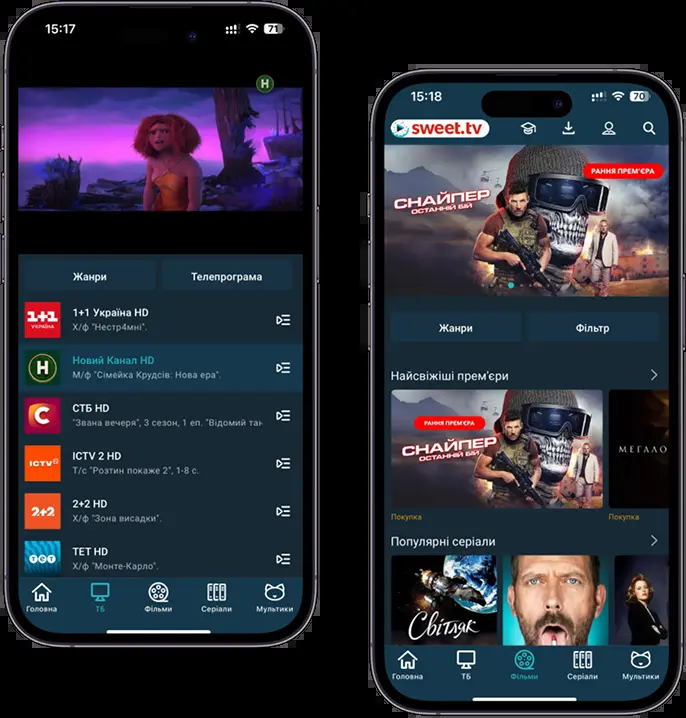 15:17
71
H
Жанри
Телепрограма
1+1
УКРАЇНА
1+1 Україна HD
Х/ф "Нестр4мні".
H
Новий Канал HD
М/ф "Сімейка Крудсів: Нова ера".
С
СТБ HD
"Звана вечеря", 3 сезон, 1 еп. "Відомий тан
ICTV2
ICTV 2 HD
Т/с "Розтин покаже 2", 1-8 с.
2+2
2+2 HD
Х/ф "Зона висадки".
ТЕТ
ТЕТ HD
Х/ф "Монте-Карло".
Головна
ТБ
Фільми
Серіали
Мультики
15:18
70
sweet.tv
РАННЯ ПРЕМ'ЄРА
СНАЙПЕР
ОСТАННІЙ БІЙ
Жанри
Фільтр
Найсвіжіші прем'єри
РАННЯ ПРЕМ'ЄРА
СНАЙПЕР
ОСТАННІЙ БІЙ
МЕГАЛО
Покупка
Покупка
Популярні серіали
Світляк
Головна
ТБ
Фільми
Серіали
Мультики